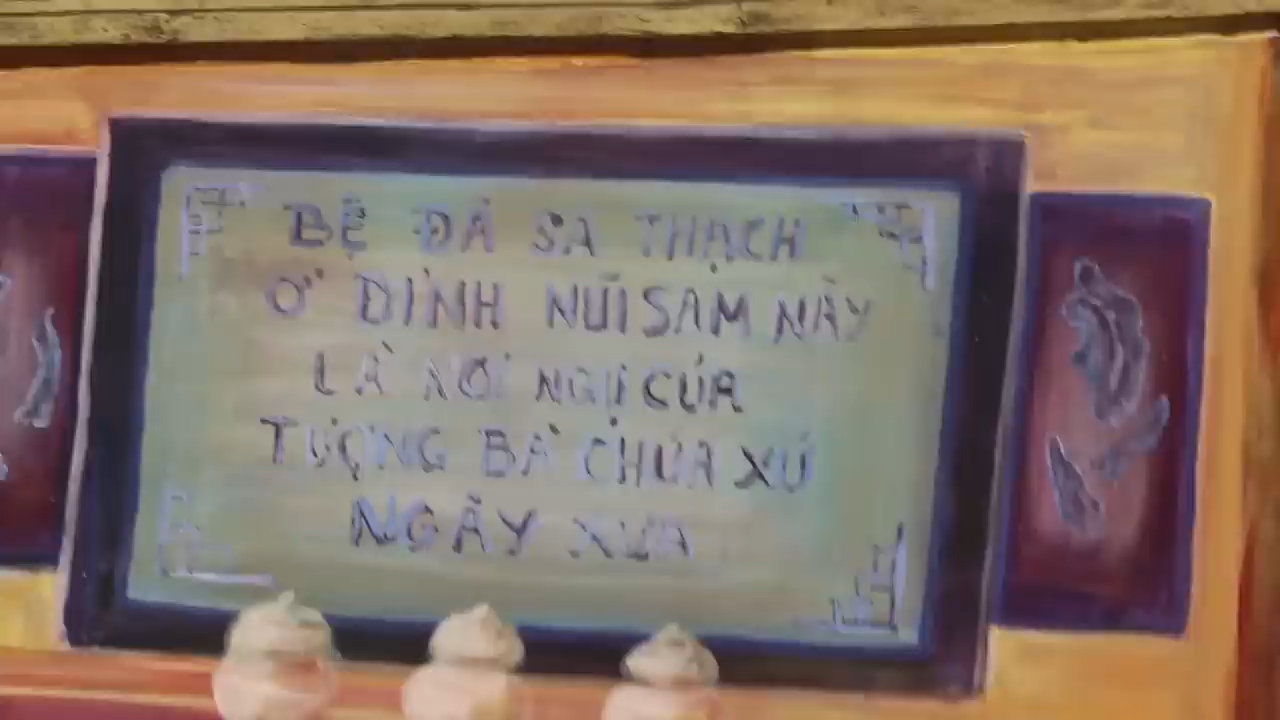 BỆ ĐÁ SA THẠCH
Ở ĐỈNH NÚI SAM NÀY
LÀ NƠI NGỰ CỦA
TƯỢNG BÀ CHÚA XỨ
NGÀY XƯA